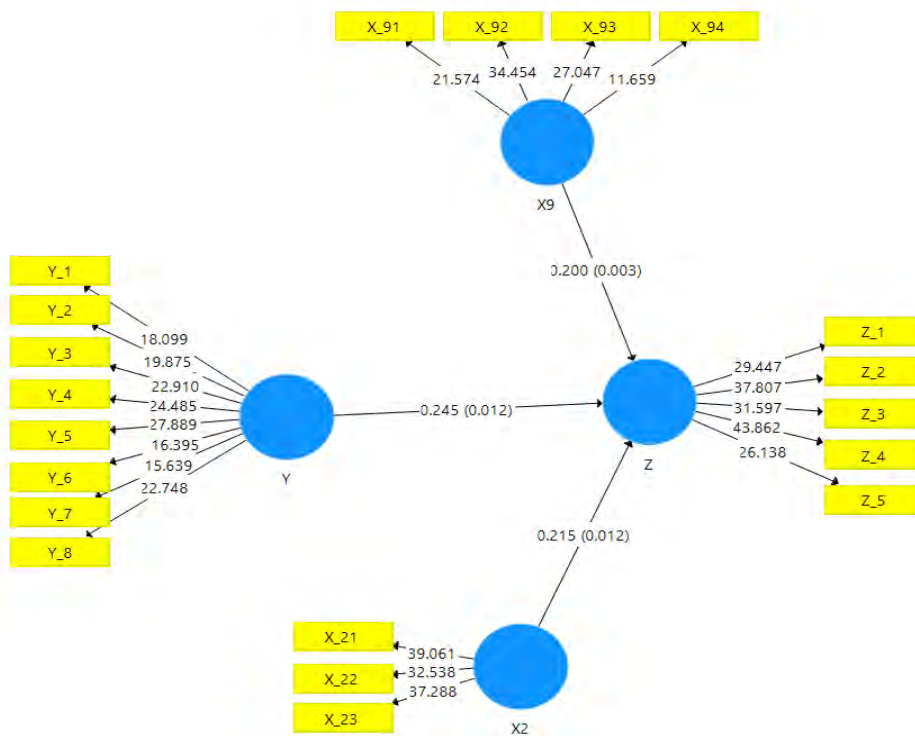 X_91 X_92 X_93 X_94
21.574 34.454 27.047 11.659
X9
0.200 (0.003)
Y_1
Y_2
Y_3
Y_4
Y_5
Y_6
Y_7
Y_8
18.099
19.875
22.910
24.485
27.889
16.395
15.639
22.748
Y
0.245 (0.012)
Z
29.447
37.807
31.597
43.862
26.138
Z_1
Z_2
Z_3
Z_4
Z_5
0.215 (0.012)
X_21
X_22
X_23
39.061
32.538
37.288
X2